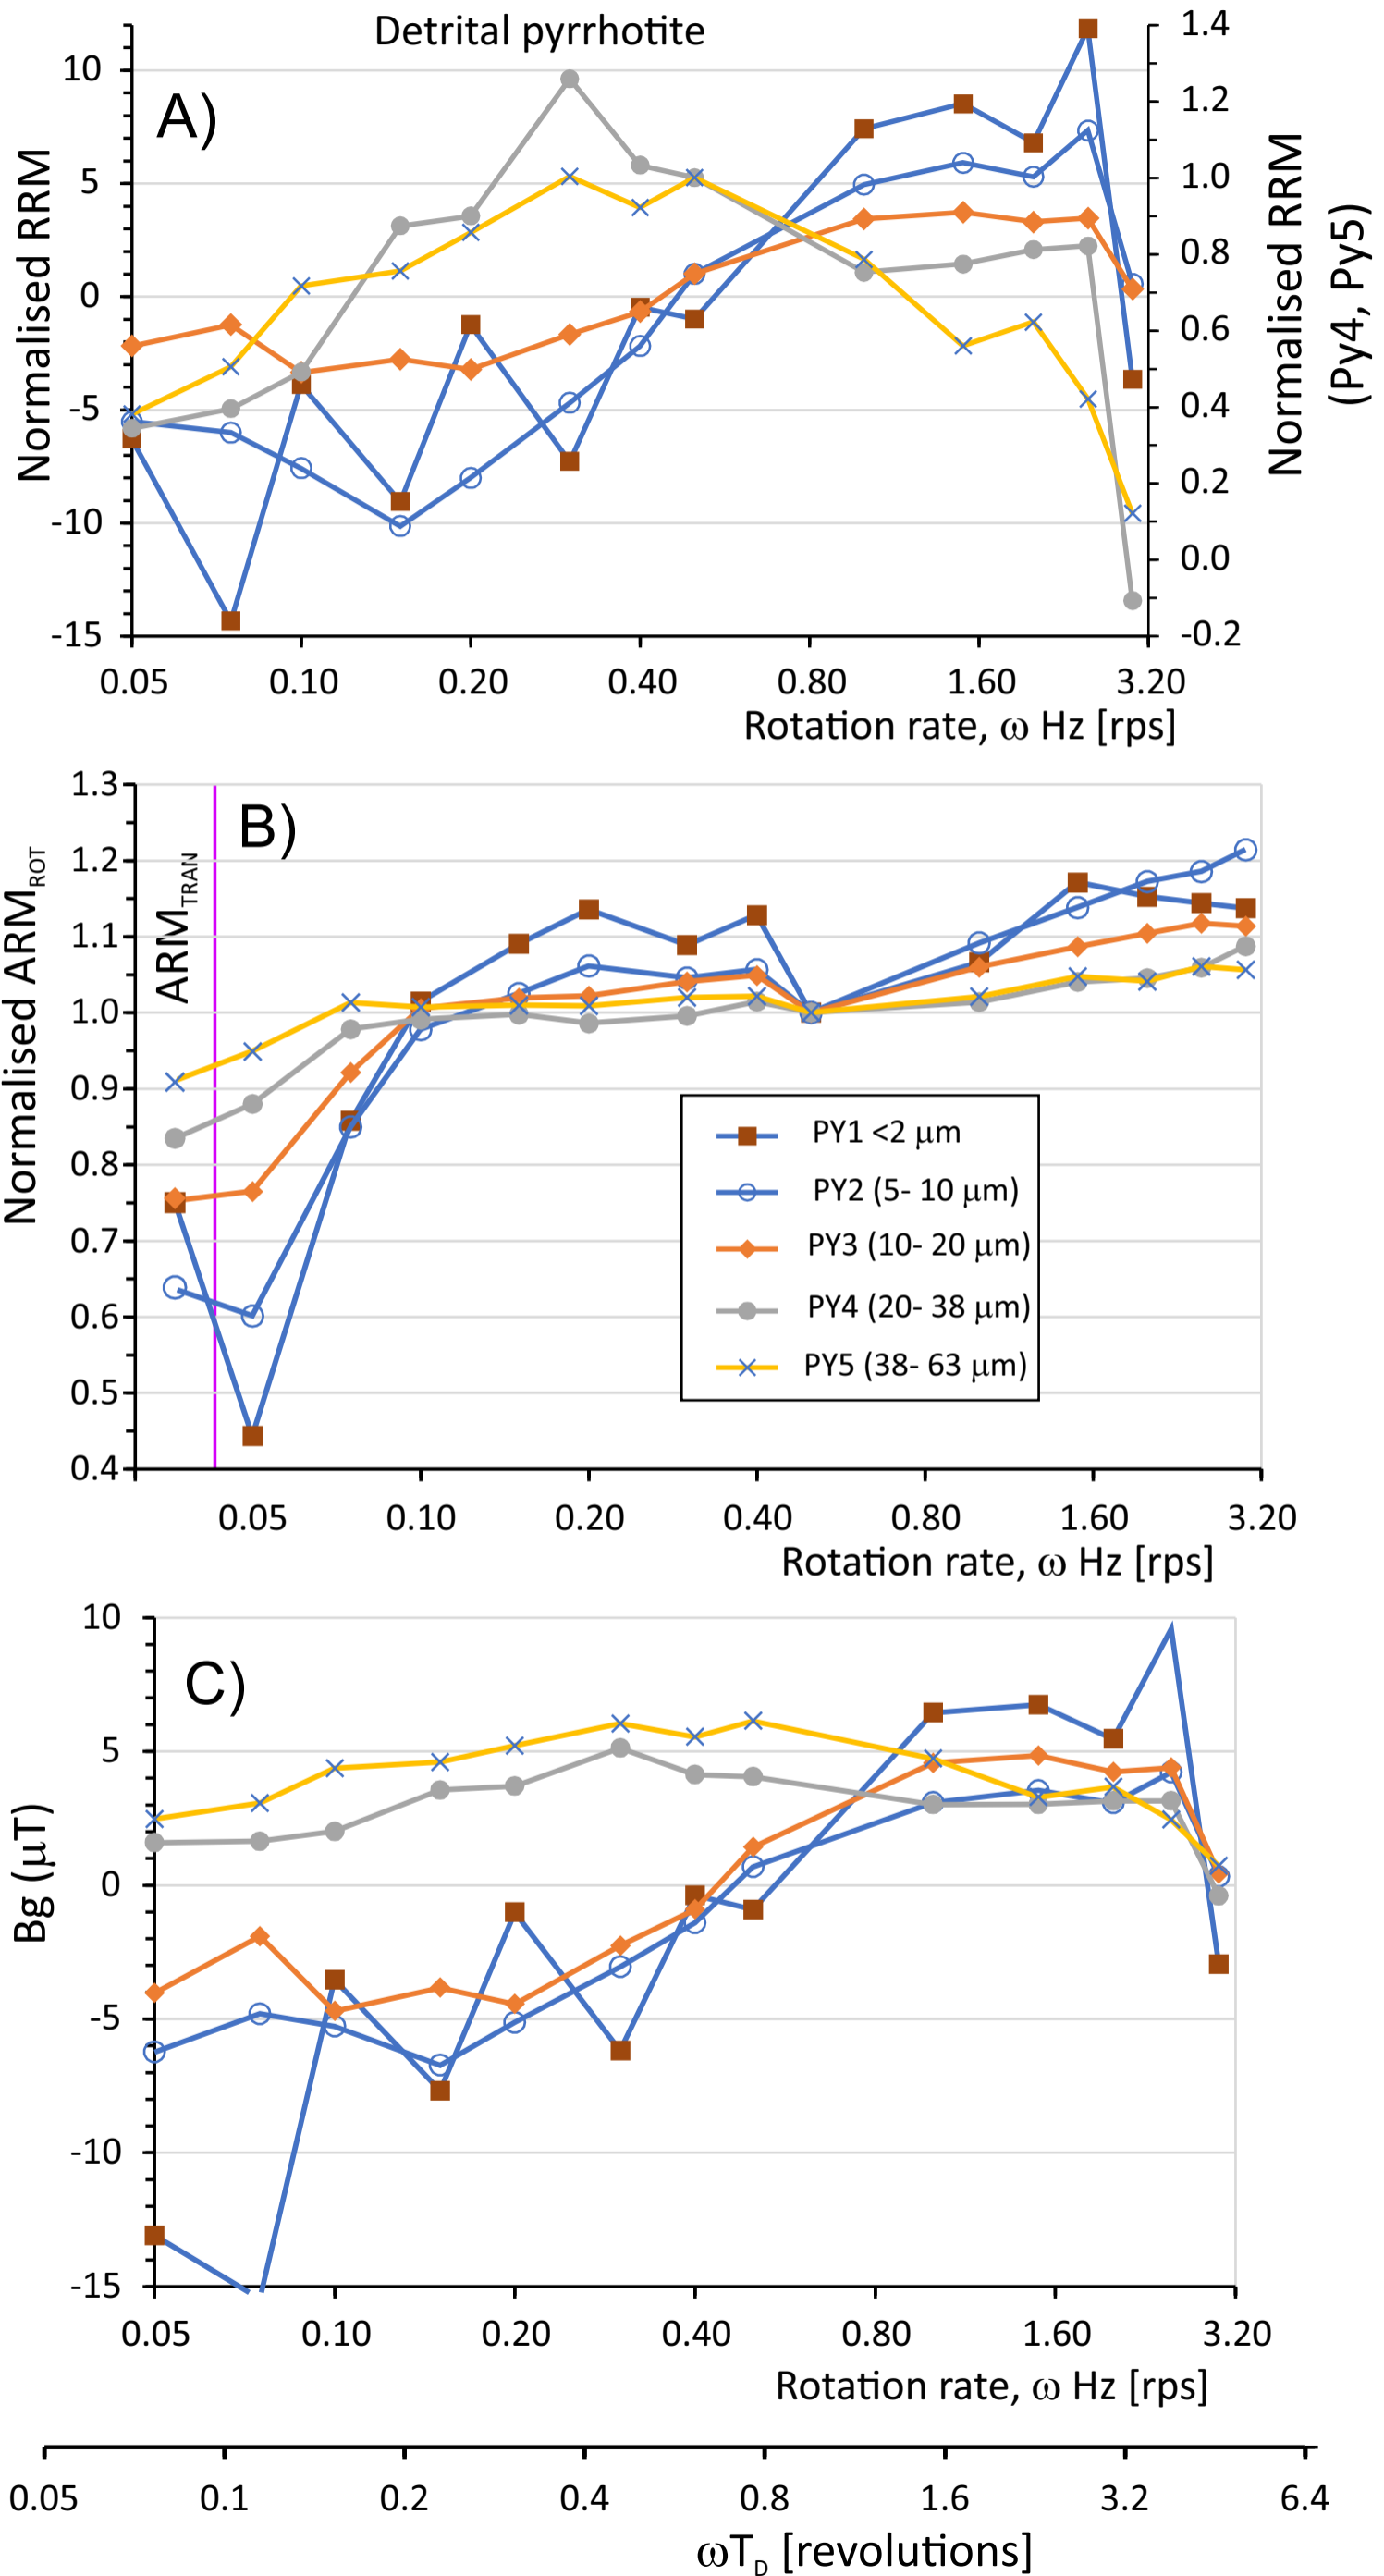 Detrital pyrrhotite
A)
Normalised RRM
10
5
0
-5
-10
-15
1.4
1.2
1.0
0.8
0.6
0.4
0.2
0.0
-0.2
Normalised RRM
(Py4, Py5)
0.05 0.10 0.20 0.40 0.80 1.60 3.20
Rotation rate, ω Hz [rps]
B)
Normalised ARM_ROT
1.3
1.2
1.1
1.0
0.9
0.8
0.7
0.6
0.5
0.4
ARM_TRAN
PY1 <2 μm
PY2 (5- 10 μm)
PY3 (10- 20 μm)
PY4 (20- 38 μm)
PY5 (38- 63 μm)
0.05 0.10 0.20 0.40 0.80 1.60 3.20
Rotation rate, ω Hz [rps]
C)
Bg (μT)
10
5
0
-5
-10
-15
0.05 0.10 0.20 0.40 0.80 1.60 3.20
Rotation rate, ω Hz [rps]
0.05 0.1 0.2 0.4 0.8 1.6 3.2 6.4
ωT_D [revolutions]